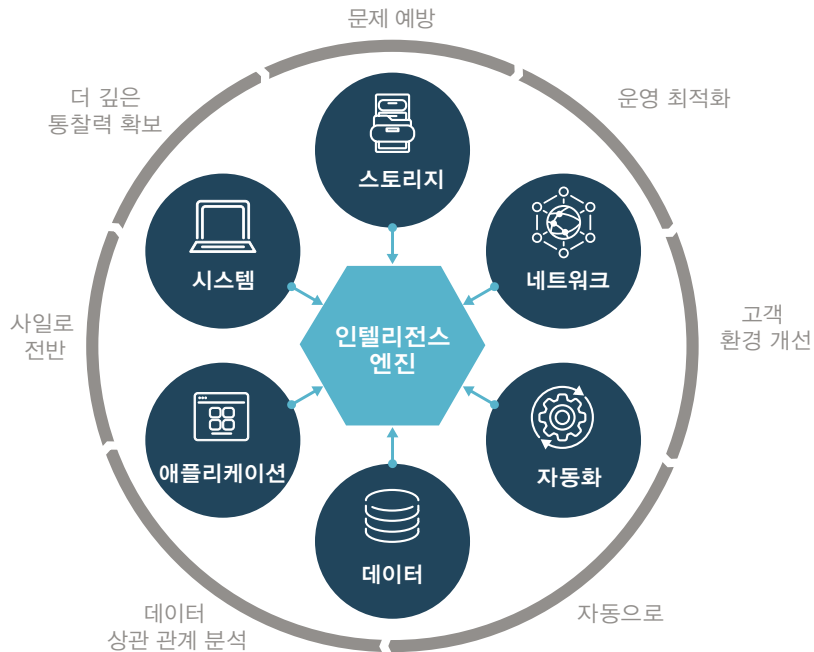 문제 예방
더 깊은
통찰력 확보
운영 최적화
스토리지
시스템
네트워크
사일로
전반
인텔리전스
엔진
고객
환경 개선
애플리케이션
자동화
데이터
데이터
상관 관계 분석
자동으로